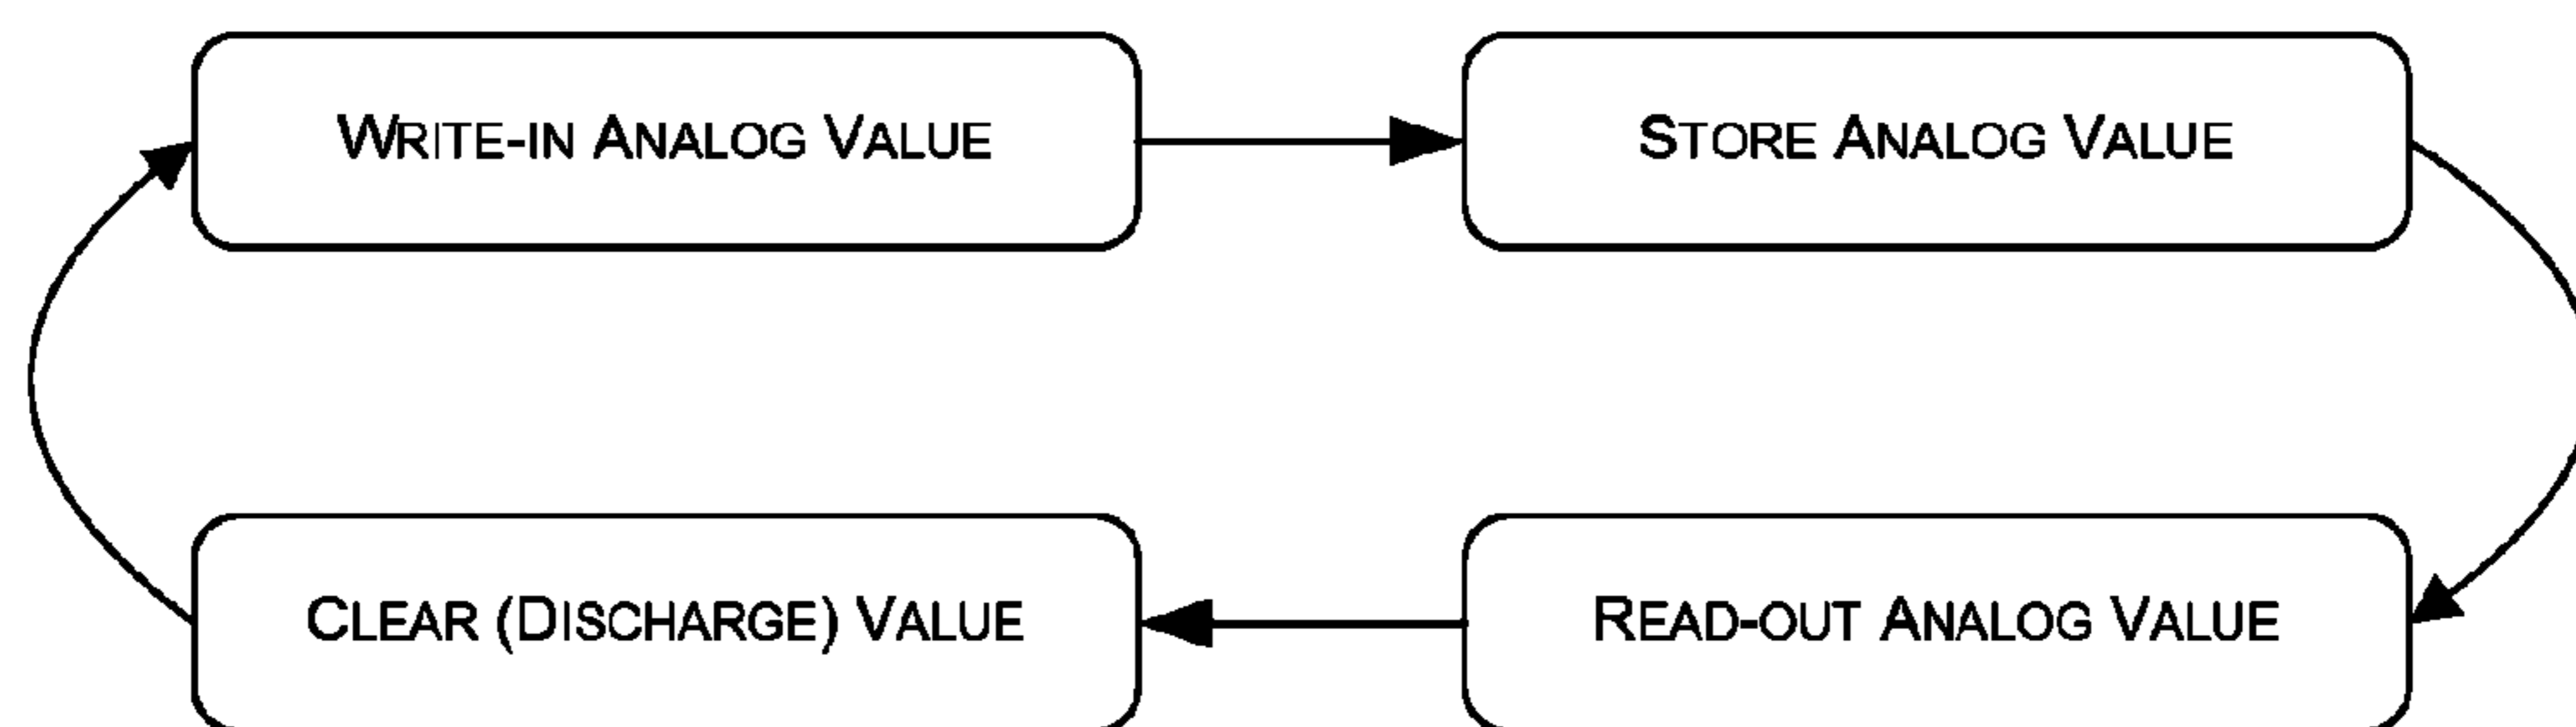 WRITE-IN ANALOG VALUE
STORE ANALOG VALUE
CLEAR (DISCHARGE) VALUE
READ-OUT ANALOG VALUE